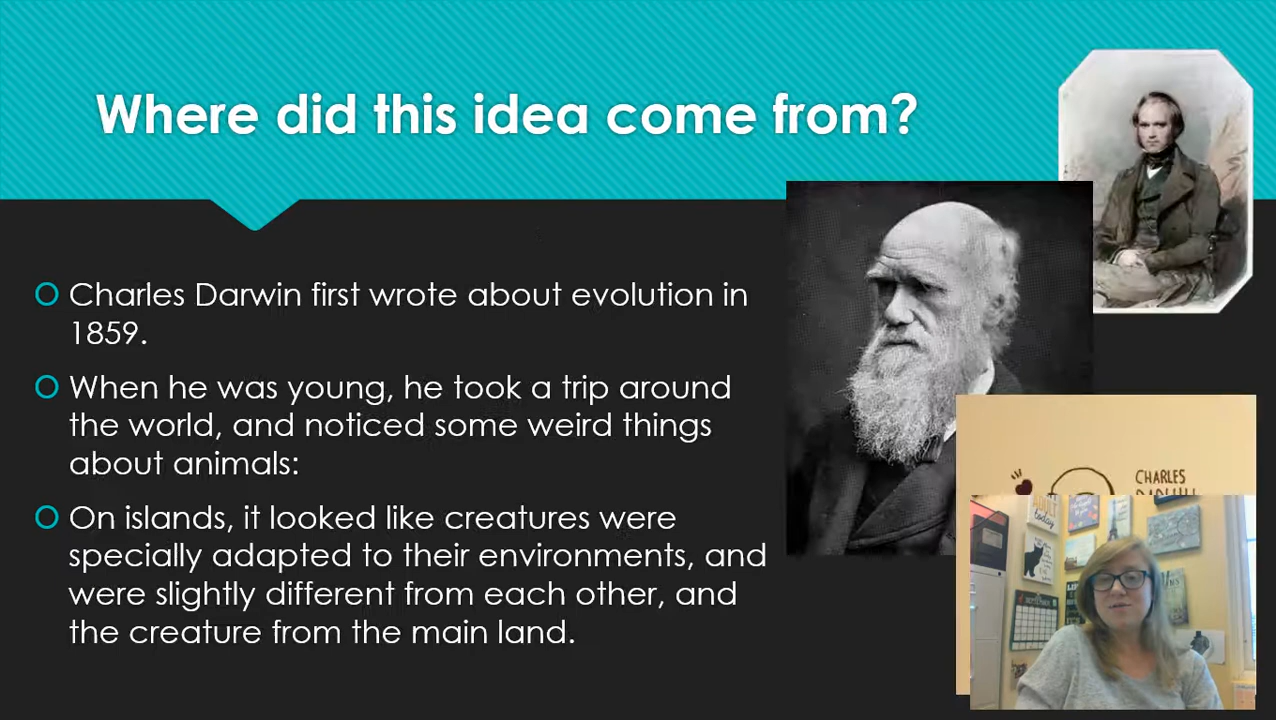 Where did this idea come from?
Charles Darwin first wrote about evolution in
1859.
When he was young, he took a trip around
the world, and noticed some weird things
about animals:
On islands, it looked like creatures were
specially adapted to their environments, and
were slightly different from each other, and
the creature from the main land.
CHARLES
today
SEPTEMBER